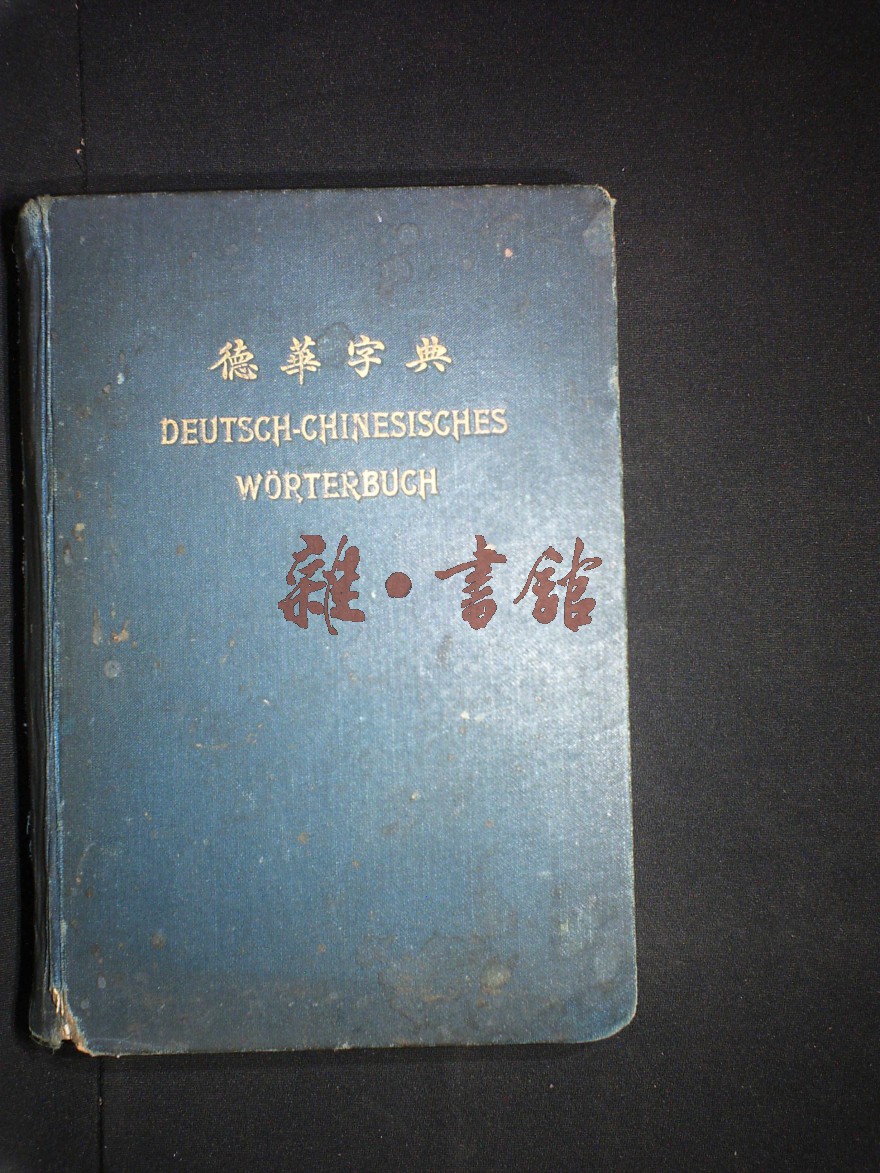 德華字典
DEUTSCH-CHINESISCHES
WÖRTERBUCH
雜·書館